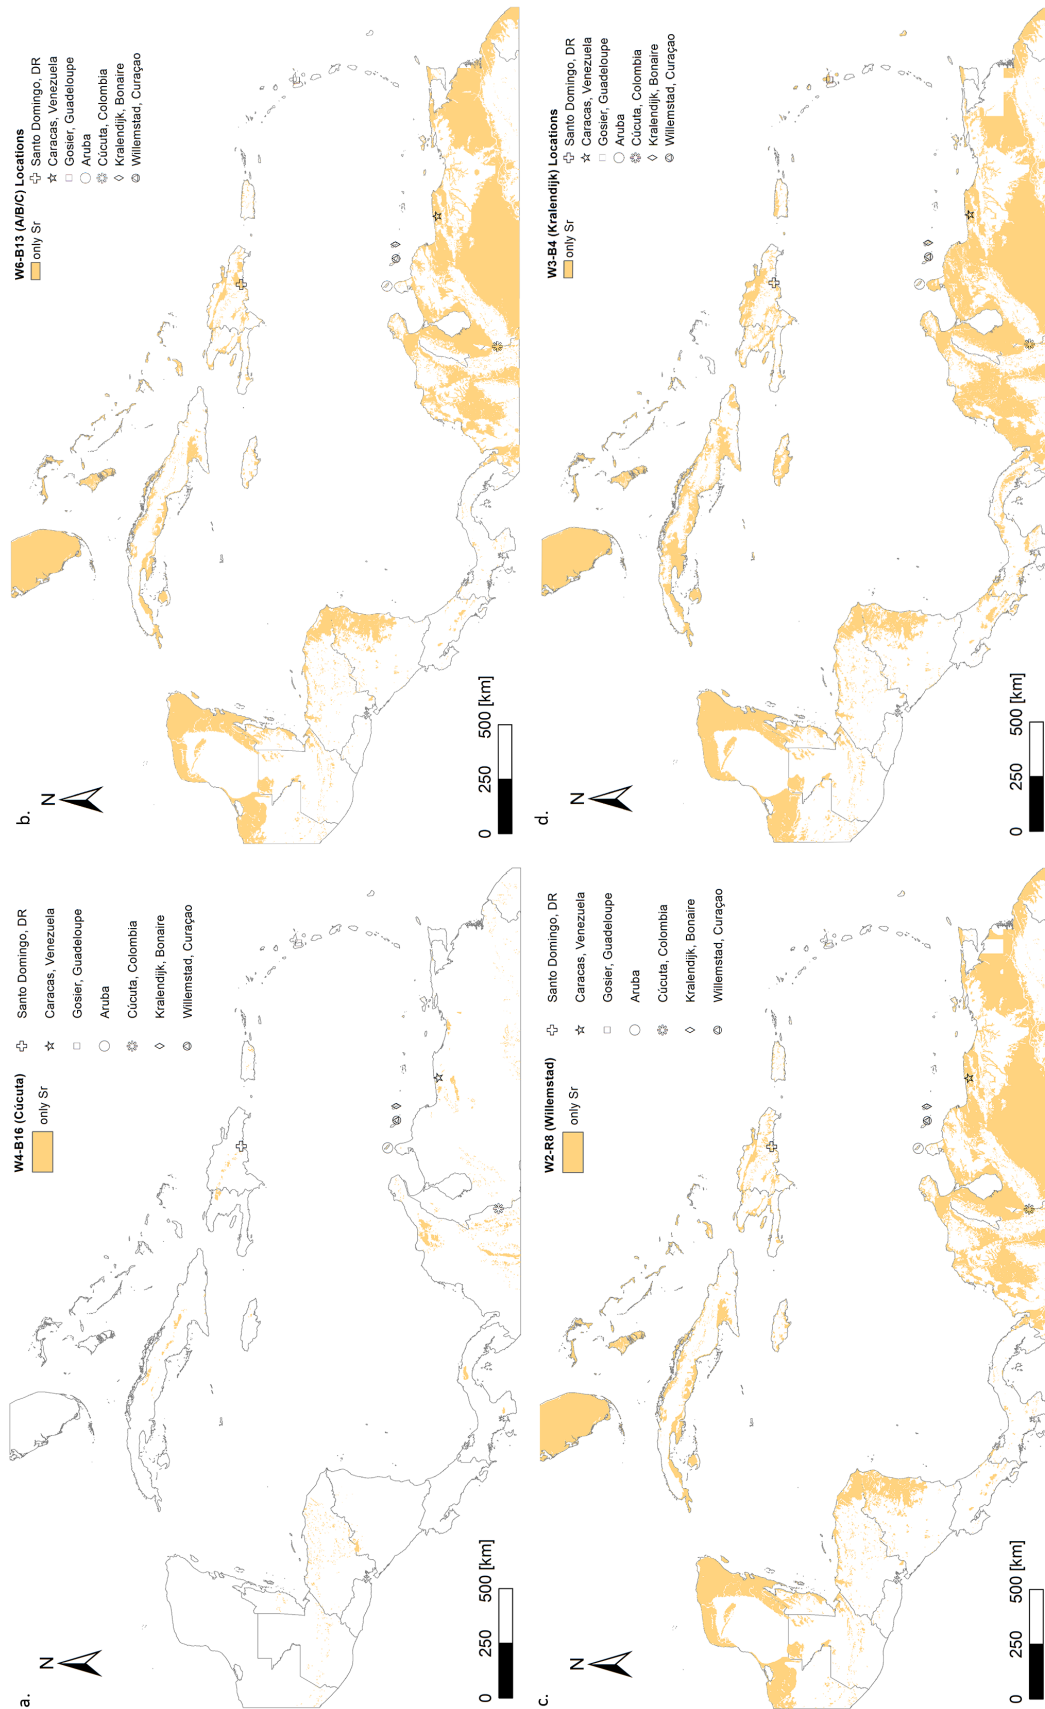 a.
N
W4-B16 (Cúcuta)
only Sr
Santo Domingo, DR
Caracas, Venezuela
Gosier, Guadeloupe
Aruba
Cúcuta, Colombia
Kralendijk, Bonaire
Willemstad, Curaçao
0 250 500 [km]
b.
N
W6-B13 (A/B/C) Locations
only Sr
Santo Domingo, DR
Caracas, Venezuela
Gosier, Guadeloupe
Aruba
Cúcuta, Colombia
Kralendijk, Bonaire
Willemstad, Curaçao
0 250 500 [km]
c.
N
W2-R8 (Willemstad)
only Sr
Santo Domingo, DR
Caracas, Venezuela
Gosier, Guadeloupe
Aruba
Cúcuta, Colombia
Kralendijk, Bonaire
Willemstad, Curaçao
0 250 500 [km]
d.
N
W3-B4 (Kralendijk) Locations
only Sr
Santo Domingo, DR
Caracas, Venezuela
Gosier, Guadeloupe
Aruba
Cúcuta, Colombia
Kralendijk, Bonaire
Willemstad, Curaçao
0 250 500 [km]